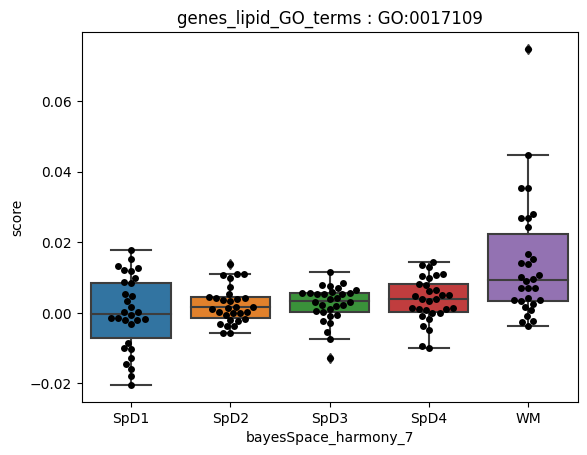 genes_lipid_GO_terms : GO:0017109
0.06
0.04
0.02
0.00
−0.02
score
SpD1 SpD2 SpD3 SpD4 WM
bayesSpace_harmony_7